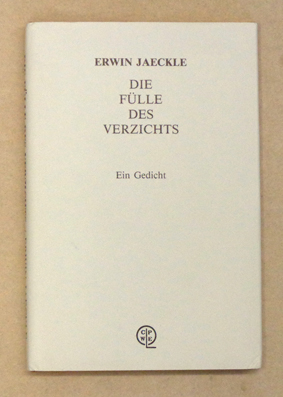 ERWIN JAECKLE
DIE
FÜLLE
DES
VERZICHTS
Ein Gedicht
C P
W E